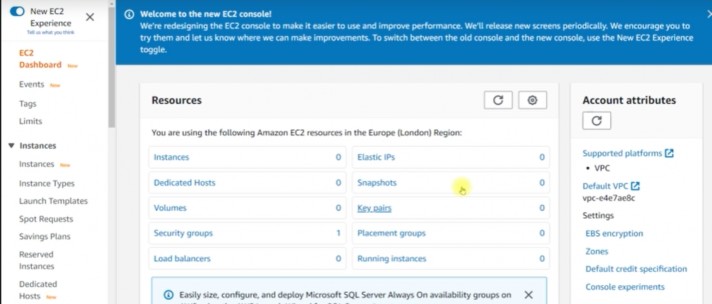 New EC2
Experience
Tell us what you think
EC2
Dashboard New
Events New
Tags
Limits
Instances
Instances New
Instance Types
Launch Templates
Spot Requests
Savings Plans
Reserved
Instances
Dedicated
Hosts New
Welcome to the new EC2 console!
We're redesigning the EC2 console to make it easier to use and improve performance. We'll release new screens periodically. We encourage you to
try them and let us know where we can make improvements. To switch between the old console and the new console, use the New EC2 Experience
toggle.
Resources
You are using the following Amazon EC2 resources in the Europe (London) Region:
Instances 0 Elastic IPs 0
Dedicated Hosts 0 Snapshots 0
Volumes 0 Key pairs 0
Security groups 1 Placement groups 0
Load balancers 0 Running instances 0
Easily size, configure, and deploy Microsoft SQL Server Always On availability groups on
Account attributes
Supported platforms
VPC
Default VPC
vpc-e4e7ae8c
Settings
EBS encryption
Zones
Default credit specification
Console experiments